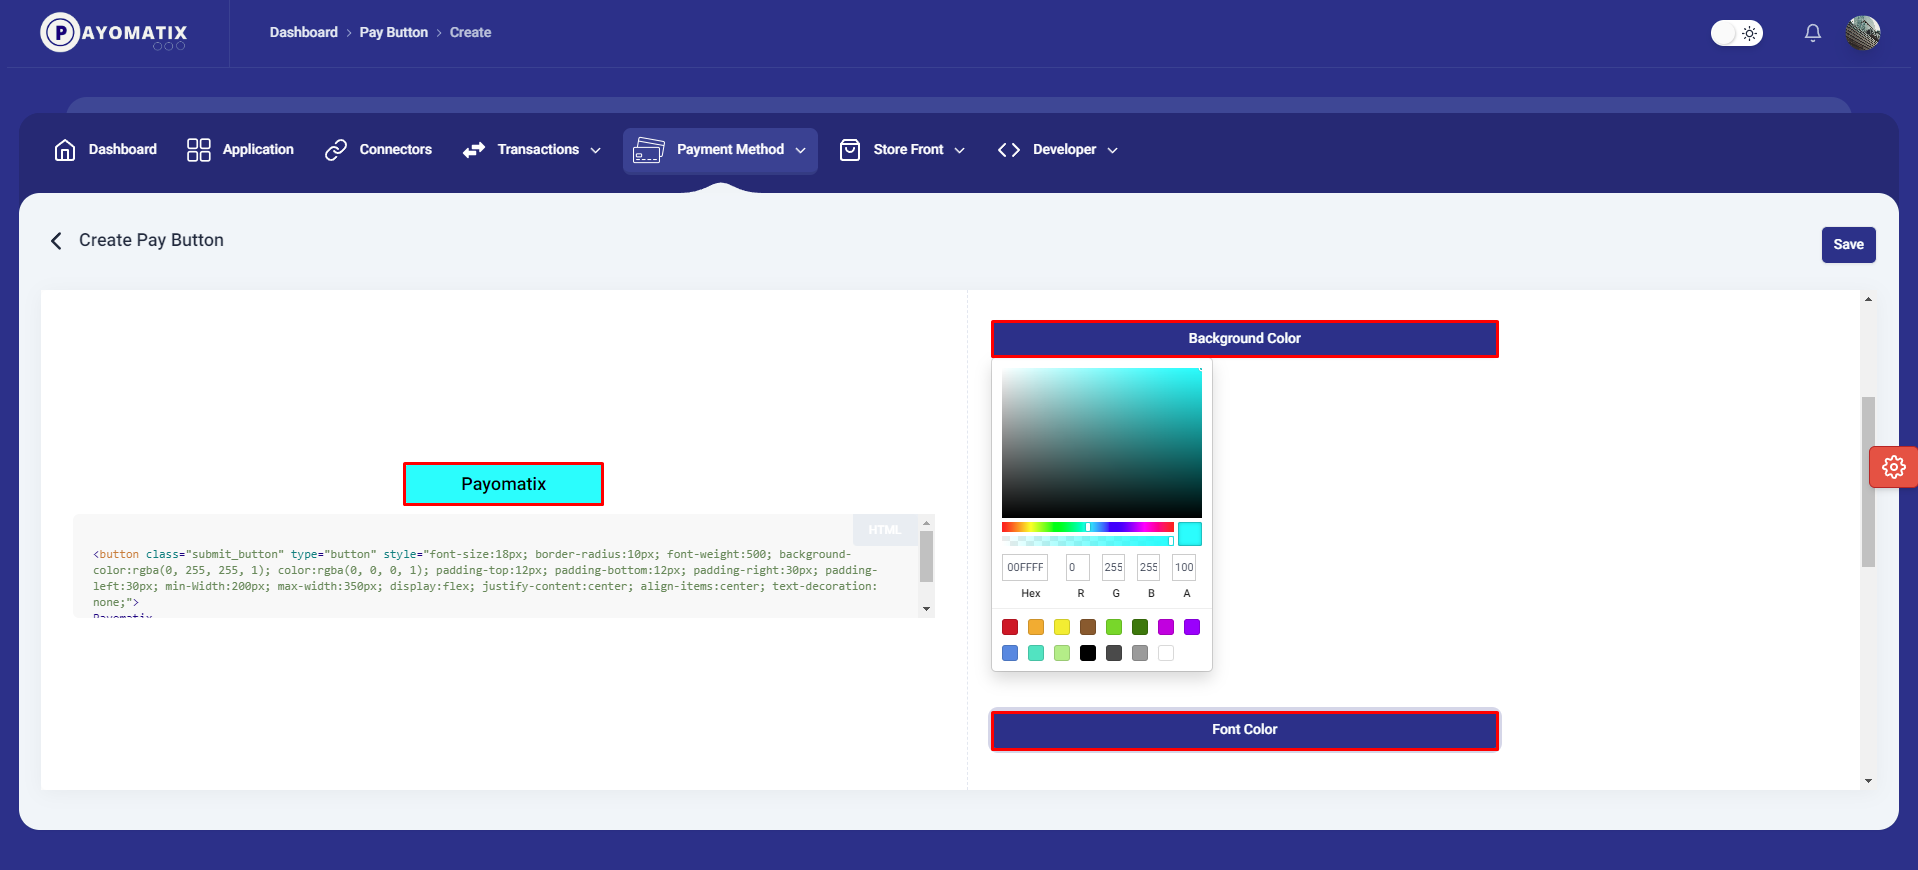 PAYOMATIX
Dashboard > Pay Button > Create
Dashboard
Application
Connectors
Transactions
Payment Method
Store Front
Developer
Create Pay Button
Save
Background Color
Payomatix
HTML
<button class="submit_button" type="button" style="font-size:18px; border-radius:10px; font-weight:500; background-
color:rgba(0, 255, 255, 1); color:rgba(0, 0, 0, 1); padding-top:12px; padding-bottom:12px; padding-right:30px; padding-
left:30px; min-Width:200px; max-width:350px; display:flex; justify-content:center; align-items:center; text-decoration:
none;">
Payomatix
00FFFF 0 255 255 100
Hex R G B A
Font Color